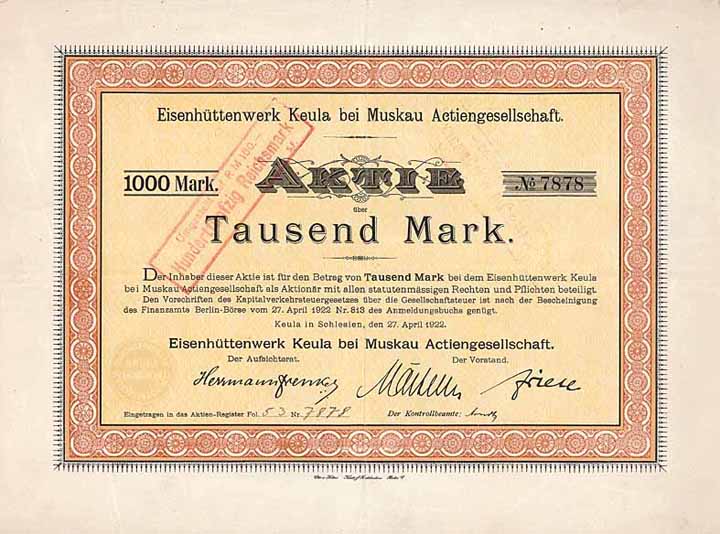 Eisenhüttenwerk Keula bei Muskau Actiengesellschaft.
1000 Mark.
AKTIE
№ 7878
über
Tausend Mark.
RM 160.-
Reichsmark
Der Inhaber dieser Aktie ist für den Betrag von Tausend Mark bei dem Eisenhüttenwerk Keula
bei Muskau Actiengesellschaft als Aktionär mit allen statutenmässigen Rechten und Pflichten beteiligt.
Den Vorschriften des Kapitalverkehrsteuergesetzes über die Gesellschaftsteuer ist nach der Bescheinigung
des Finanzamts Berlin-Börse vom 27. April 1922 Nr. 813 des Anmeldungsbuchs genügt.
Keula in Schlesien, den 27. April 1922.
Eisenhüttenwerk Keula bei Muskau Actiengesellschaft.
Der Aufsichtsrat. Der Vorstand.
Eingetragen in das Aktien-Register Fol. 53 Nr. 7878 Der Kontrollbeamte: